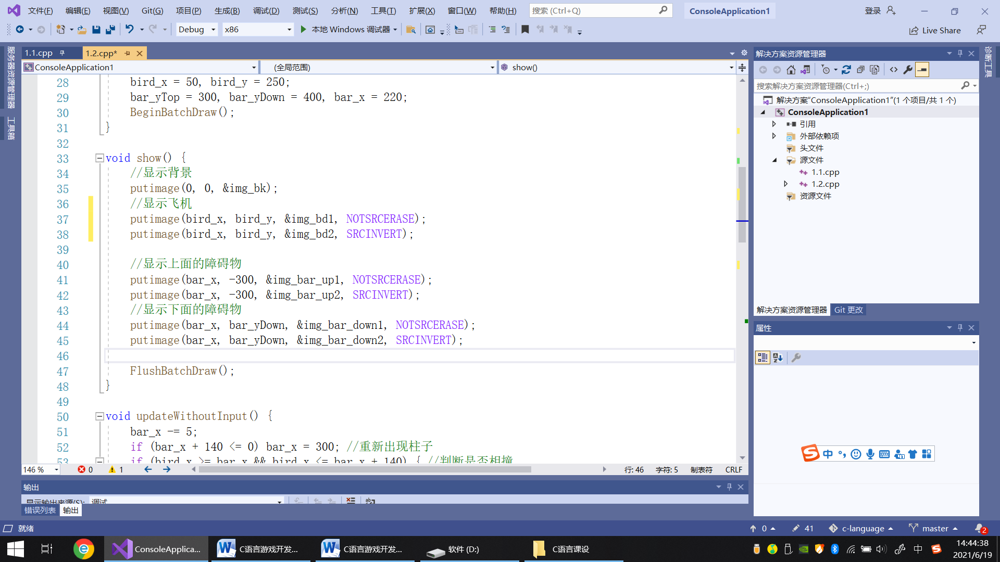 文件(F) 编辑(E) 视图(V) Git(G) 项目(P) 生成(B) 调试(D) 测试(S) 分析(N) 工具(T) 扩展(X) 窗口(W) 帮助(H) 搜索 (Ctrl+Q) ConsoleApplication1 登录
Debug x86 本地 Windows 调试器 Live Share
服务器资源管理器
工具箱
1.1.cpp 1.2.cpp*
ConsoleApplication1 (全局范围) show()
28 bird_x = 50, bird_y = 250;
29 bar_yTop = 300, bar_yDown = 400, bar_x = 220;
30 BeginBatchDraw();
31 }
32
33 void show() {
34 //显示背景
35 putimage(0, 0, &img_bk);
36 //显示飞机
37 putimage(bird_x, bird_y, &img_bd1, NOTSRCERASE);
38 putimage(bird_x, bird_y, &img_bd2, SRCINVERT);
39
40 //显示上面的障碍物
41 putimage(bar_x, -300, &img_bar_up1, NOTSRCERASE);
42 putimage(bar_x, -300, &img_bar_up2, SRCINVERT);
43 //显示下面的障碍物
44 putimage(bar_x, bar_yDown, &img_bar_down1, NOTSRCERASE);
45 putimage(bar_x, bar_yDown, &img_bar_down2, SRCINVERT);
46
47 FlushBatchDraw();
48 }
49
50 void updateWithoutInput() {
51 bar_x -= 5;
52 if (bar_x + 140 <= 0) bar_x = 300; //重新出现柱子
53 if (bird_x >= bar_x && bird_x <= bar_x + 140) { //判断是否相撞
146 % 0 1 行: 46 字符: 5 制表符 CRLF
输出
显示输出来源(S): 调试
错误列表 输出
解决方案资源管理器
搜索解决方案资源管理器(Ctrl+;)
解决方案"ConsoleApplication1"(1 个项目/共 1 个)
ConsoleApplication1
引用
外部依赖项
头文件
源文件
1.1.cpp
1.2.cpp
资源文件
解决方案资源管理器 Git 更改
属性
诊断工具
中
就绪 0 41 c-language master 2
ConsoleApplica... C语言游戏开发... C语言游戏开发... 软件 (D:) C语言课设 中 14:44:38
2021/6/19